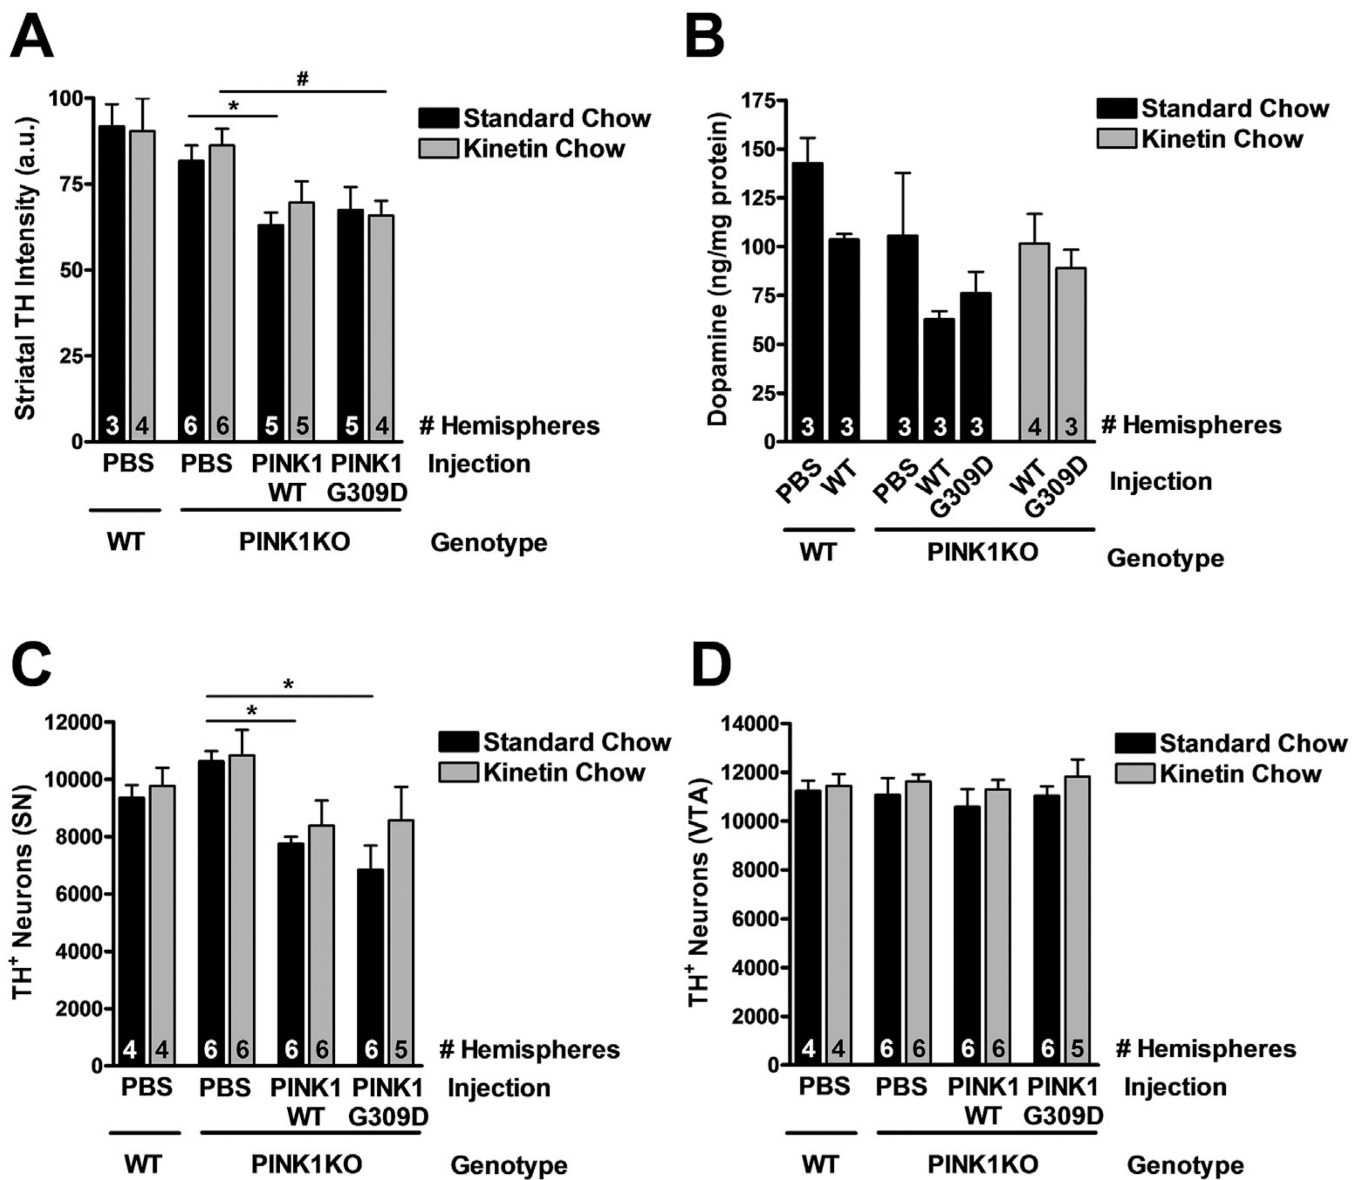 A
#
*
100
75
50
25
0
Striatal TH Intensity (a.u.)
Standard Chow
Kinetin Chow
3 4 6 6 5 5 5 4 # Hemispheres
PBS PBS PINK1 PINK1 Injection
WT G309D
WT PINK1KO Genotype
B
175
150
125
100
75
50
25
0
Dopamine (ng/mg protein)
Standard Chow
Kinetin Chow
3 3 3 3 3 4 3 # Hemispheres
PBS WT PBS WT G309D WT G309D Injection
WT PINK1KO Genotype
C
*
*
12000
10000
8000
6000
4000
2000
0
TH+ Neurons (SN)
Standard Chow
Kinetin Chow
4 4 6 6 6 6 6 5 # Hemispheres
PBS PBS PINK1 PINK1 Injection
WT G309D
WT PINK1KO Genotype
D
14000
12000
10000
8000
6000
4000
2000
0
TH+ Neurons (VTA)
Standard Chow
Kinetin Chow
4 4 6 6 6 6 6 5 # Hemispheres
PBS PBS PINK1 PINK1 Injection
WT G309D
WT PINK1KO Genotype